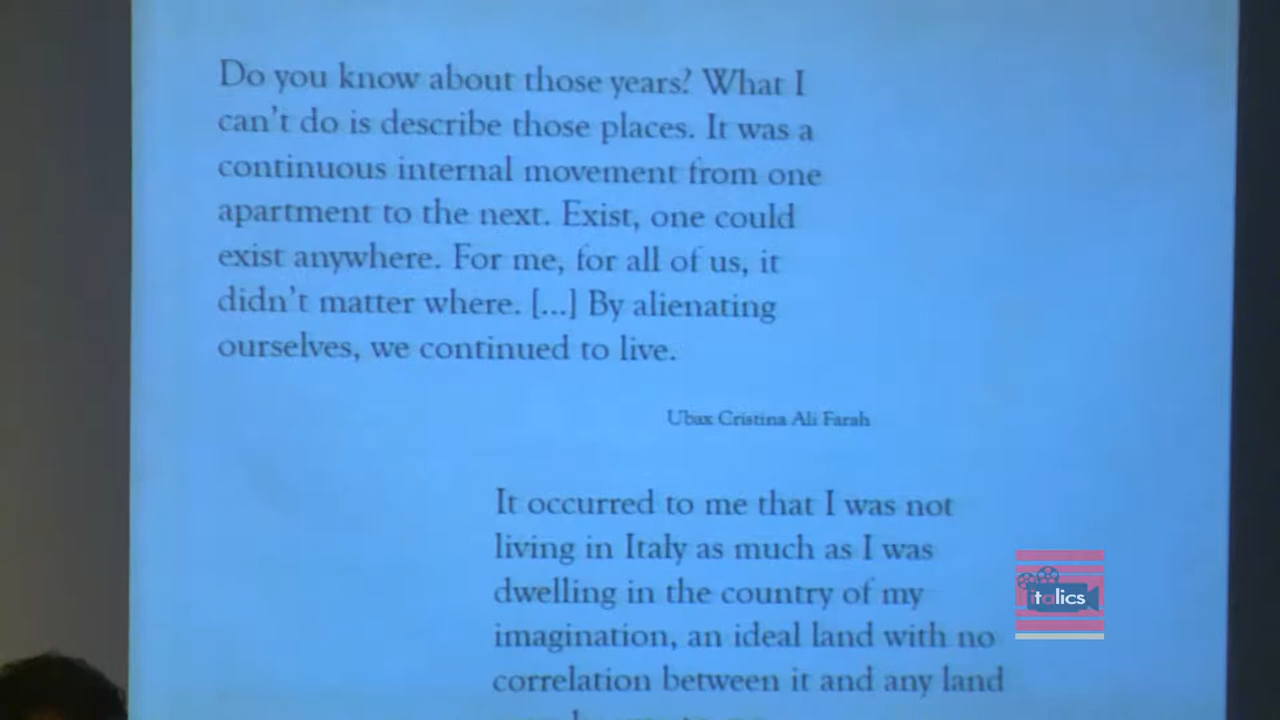 Do you know about those years? What I
can't do is describe those places. It was a
continuous internal movement from one
apartment to the next. Exist, one could
exist anywhere. For me, for all of us, it
didn't matter where. [...] By alienating
ourselves, we continued to live.
Ubax Cristina Ali Farah
It occurred to me that I was not
living in Italy as much as I was
dwelling in the country of my
imagination, an ideal land with no
correlation between it and any land
italics